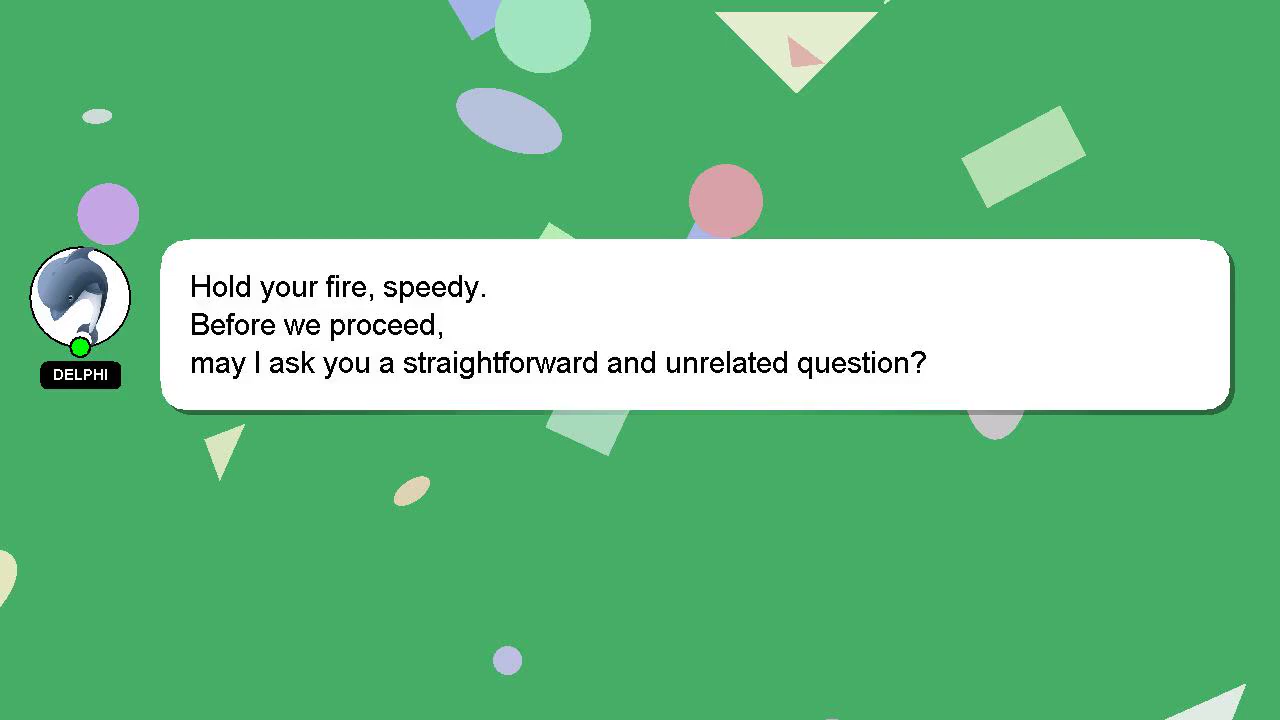 Hold your fire, speedy.
Before we proceed,
may I ask you a straightforward and unrelated question?
DELPHI